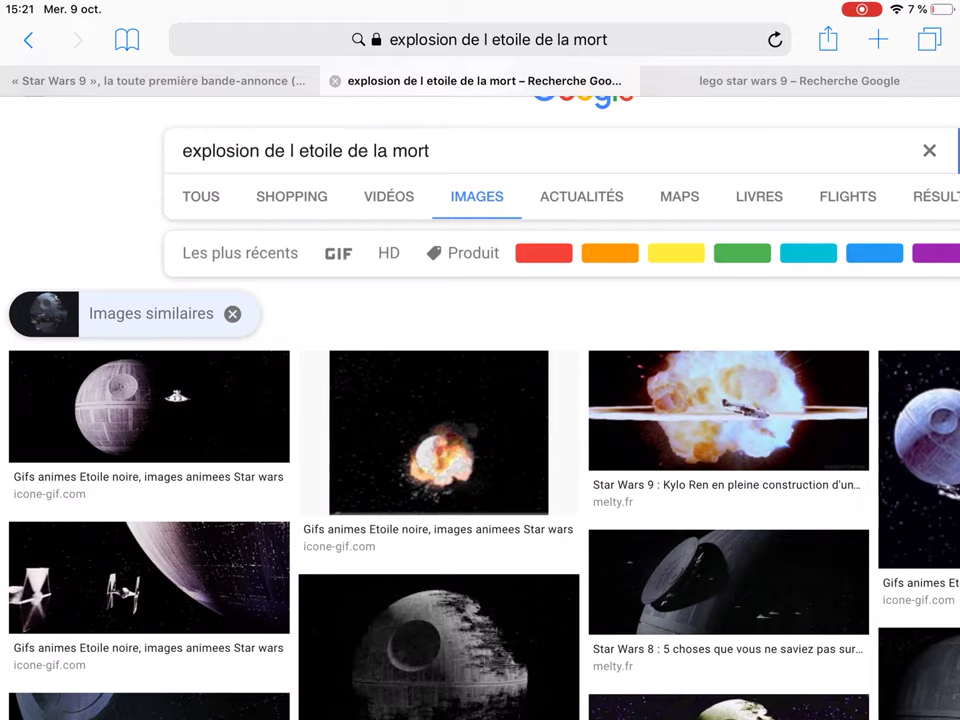 15:21 Mer. 9 oct.
7 %
explosion de l etoile de la mort
« Star Wars 9 », la toute première bande-annonce (...
explosion de l etoile de la mort – Recherche Goo...
lego star wars 9 – Recherche Google
Google
explosion de l etoile de la mort
TOUS SHOPPING VIDÉOS IMAGES ACTUALITÉS MAPS LIVRES FLIGHTS RÉSULT
Les plus récents GIF HD Produit
Images similaires
Gifs animes Etoile noire, images animees Star wars
icone-gif.com
Gifs animes Etoile noire, images animees Star wars
icone-gif.com
Star Wars 9 : Kylo Ren en pleine construction d'un...
melty.fr
Gifs animes Et
icone-gif.com
Gifs animes Etoile noire, images animees Star wars
icone-gif.com
Star Wars 8 : 5 choses que vous ne saviez pas sur...
melty.fr